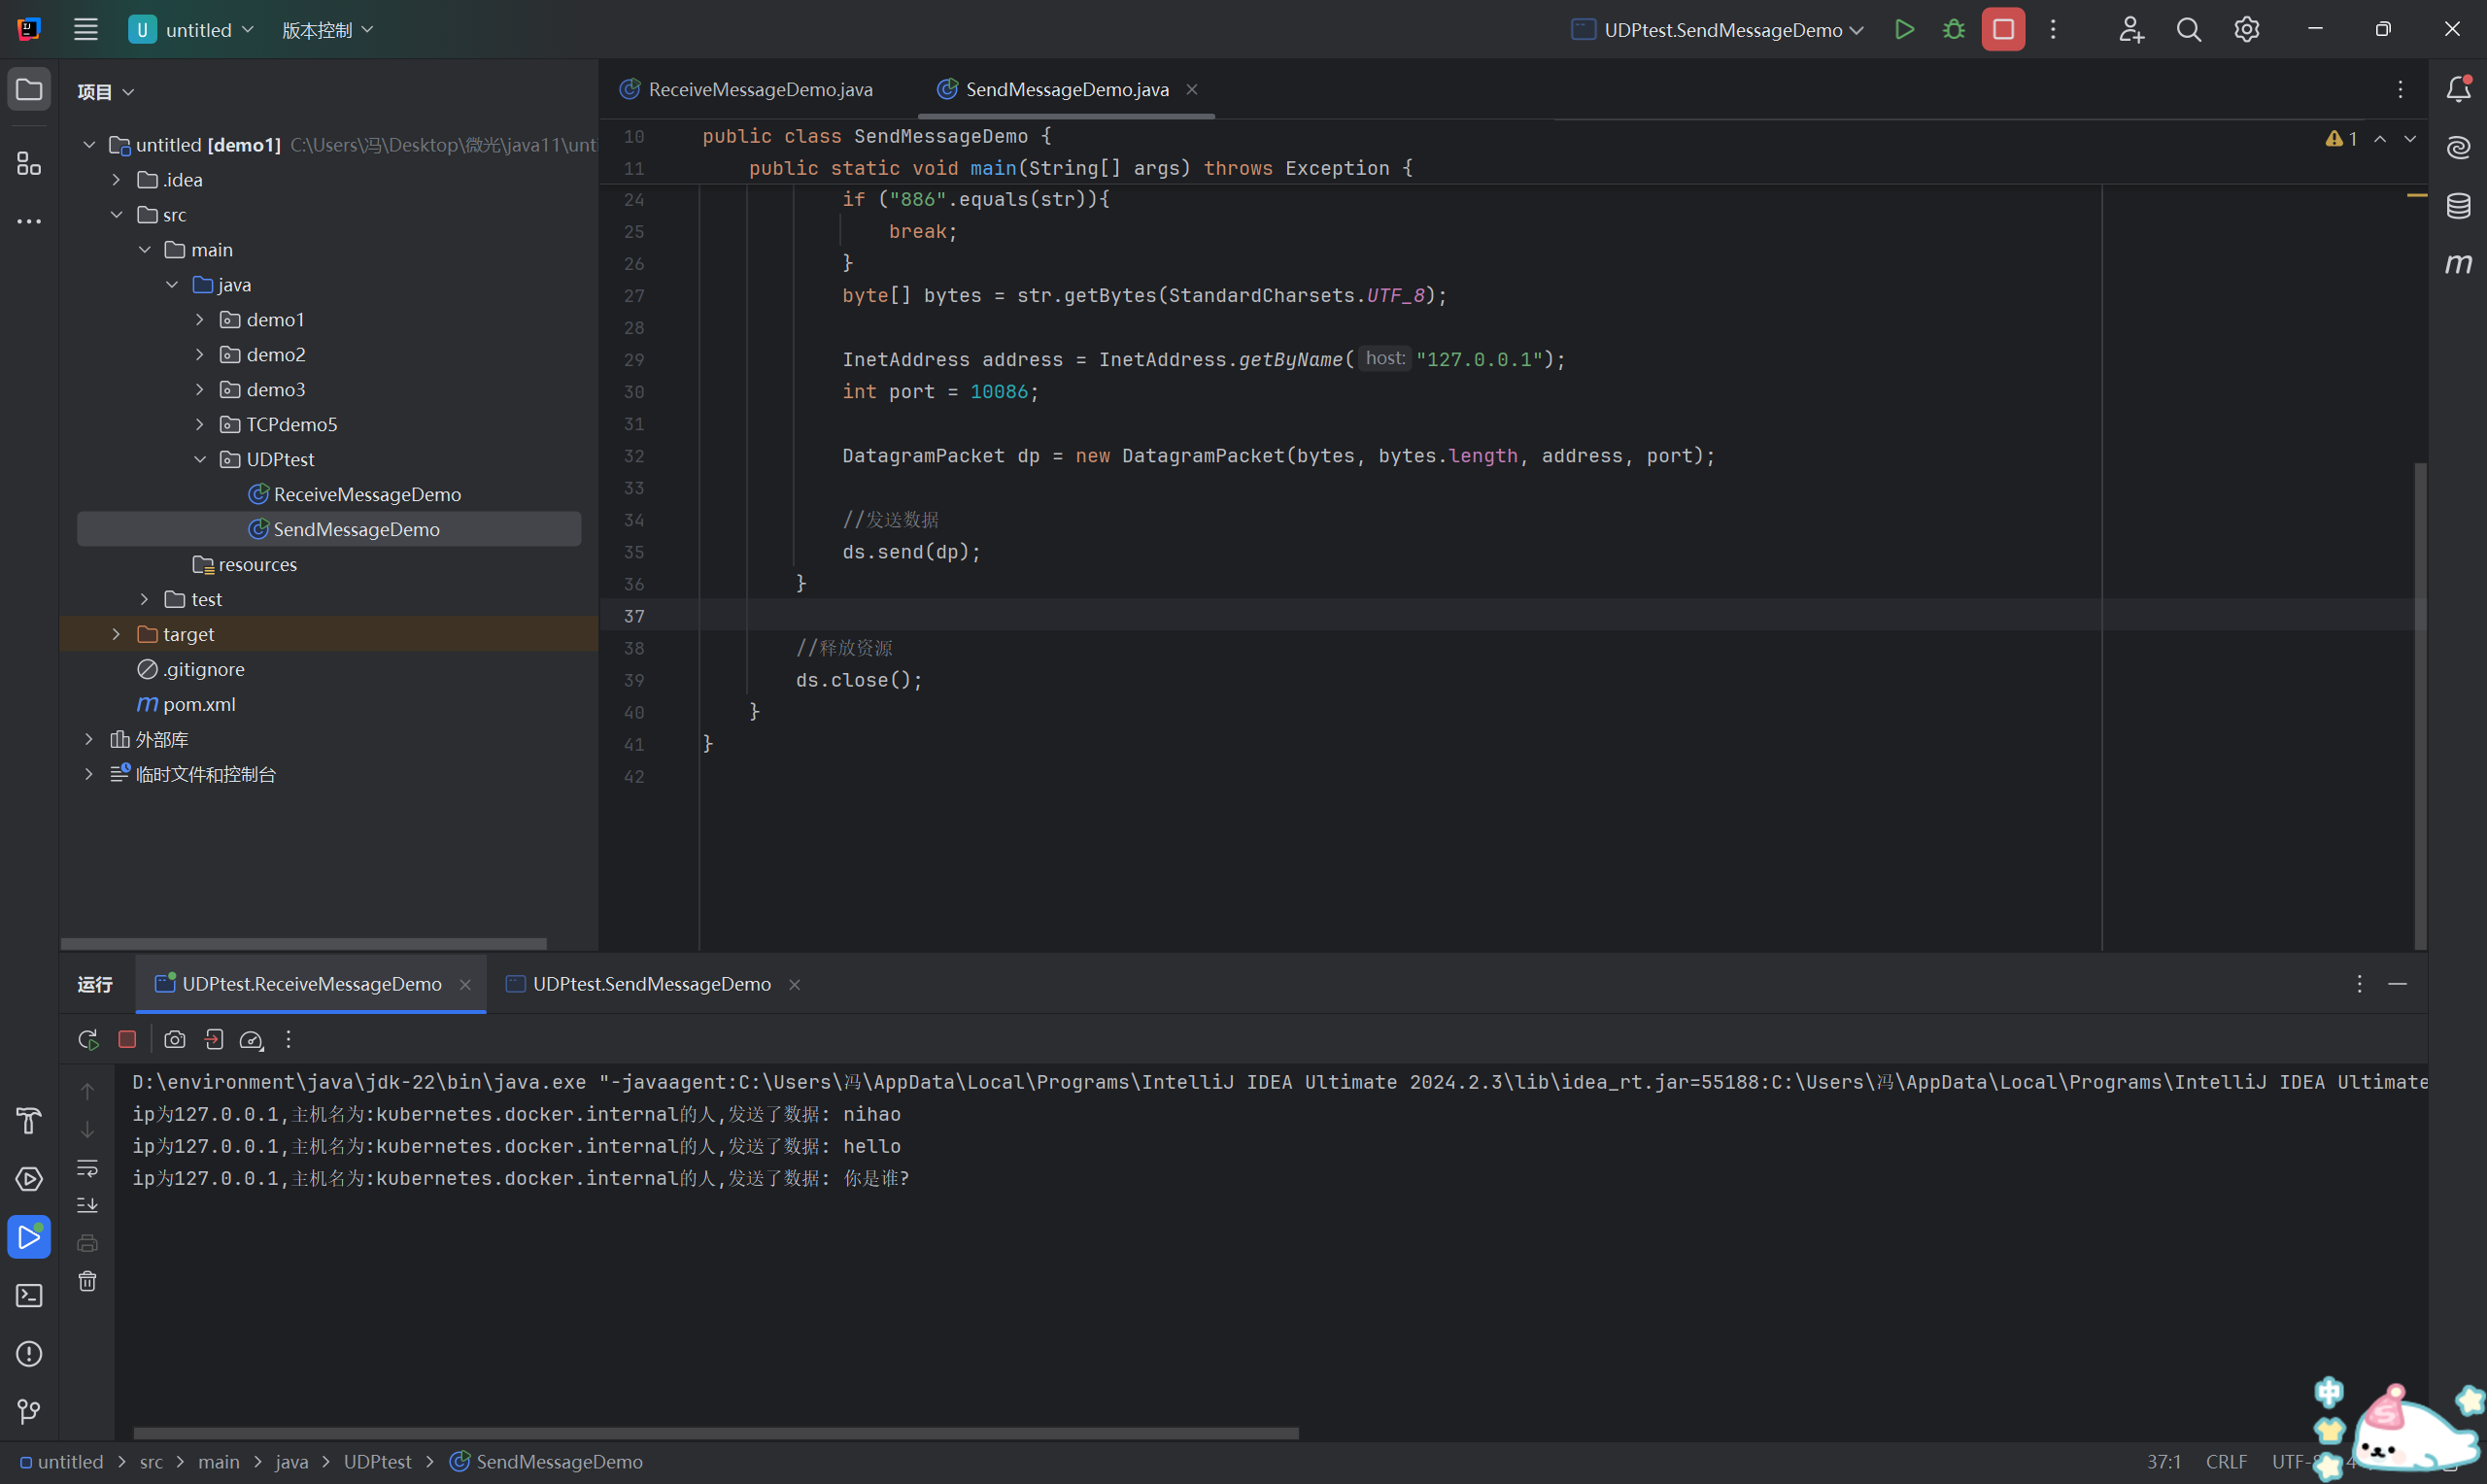 U untitled 版本控制 UDPtest.SendMessageDemo
项目
untitled [demo1] C:\Users\冯\Desktop\微光\java11\unt
.idea
src
main
java
demo1
demo2
demo3
TCPdemo5
UDPtest
ReceiveMessageDemo
SendMessageDemo
resources
test
target
.gitignore
m pom.xml
外部库
临时文件和控制台
ReceiveMessageDemo.java SendMessageDemo.java
1
10 public class SendMessageDemo {
11 public static void main(String[] args) throws Exception {
24 if ("886".equals(str)){
25 break;
26 }
27 byte[] bytes = str.getBytes(StandardCharsets.UTF_8);
28
29 InetAddress address = InetAddress.getByName( host: "127.0.0.1");
30 int port = 10086;
31
32 DatagramPacket dp = new DatagramPacket(bytes, bytes.length, address, port);
33
34 //发送数据
35 ds.send(dp);
36 }
37
38 //释放资源
39 ds.close();
40 }
41 }
42
m
运行 UDPtest.ReceiveMessageDemo UDPtest.SendMessageDemo
D:\environment\java\jdk-22\bin\java.exe "-javaagent:C:\Users\冯\AppData\Local\Programs\IntelliJ IDEA Ultimate 2024.2.3\lib\idea_rt.jar=55188:C:\Users\冯\AppData\Local\Programs\IntelliJ IDEA Ultimate
ip为127.0.0.1,主机名为:kubernetes.docker.internal的人,发送了数据: nihao
ip为127.0.0.1,主机名为:kubernetes.docker.internal的人,发送了数据: hello
ip为127.0.0.1,主机名为:kubernetes.docker.internal的人,发送了数据: 你是谁?
中
untitled > src > main > java > UDPtest > SendMessageDemo 37:1 CRLF UTF-8